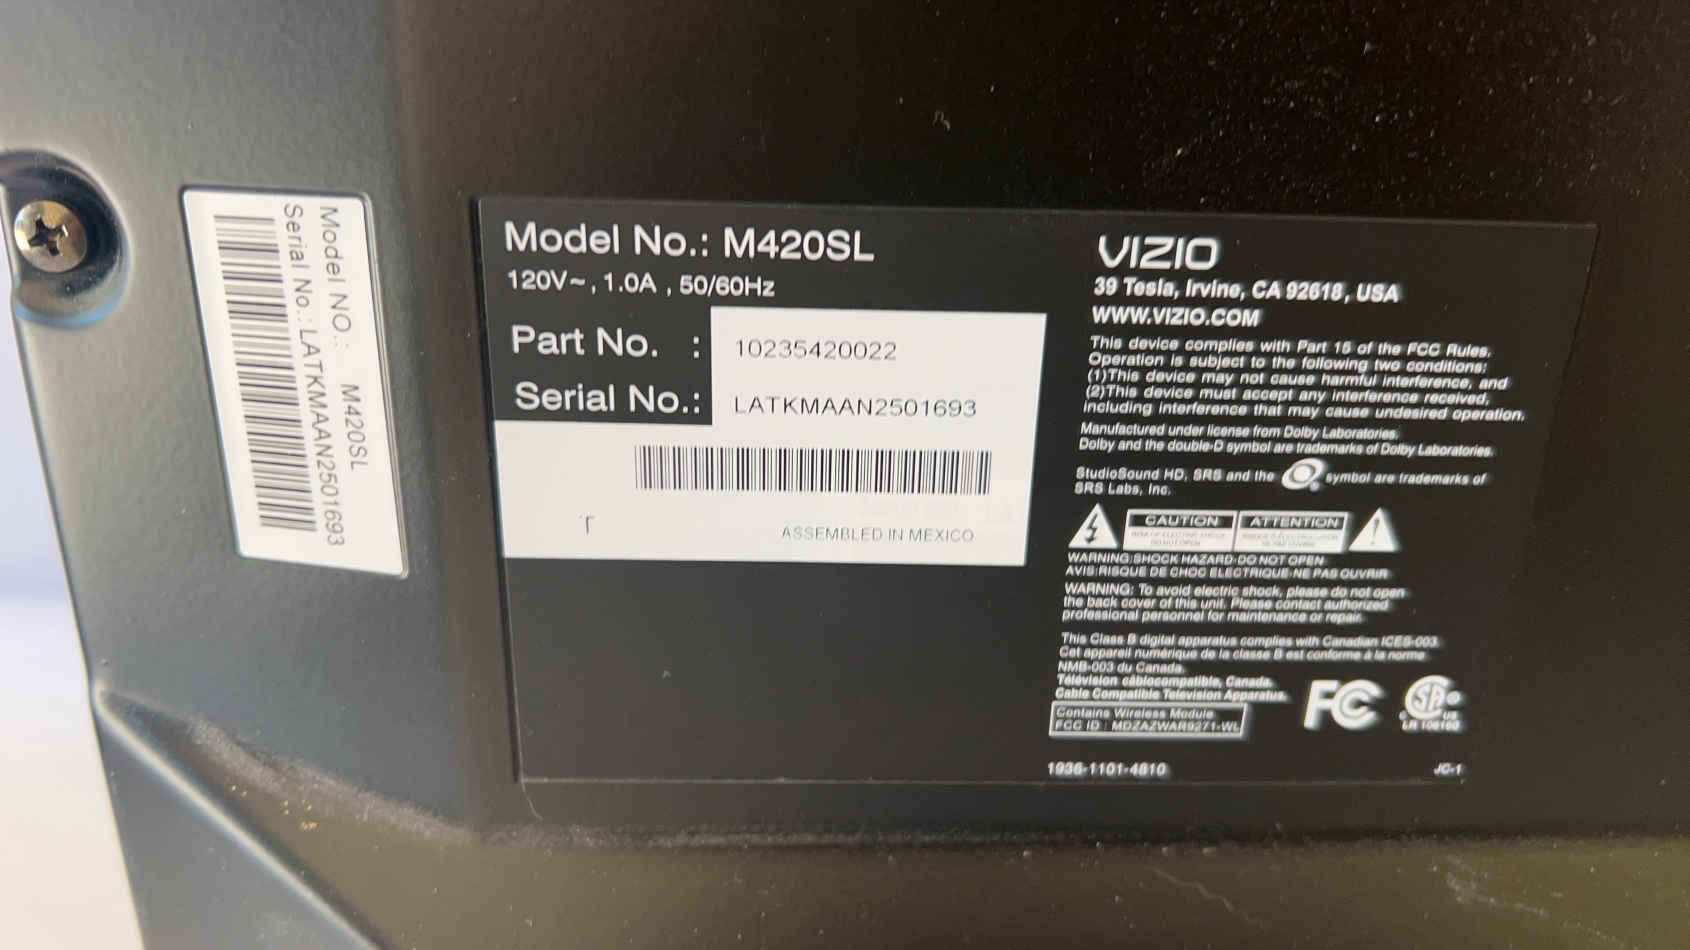 Model NO.: M420SL
Serial No.: LATKMAAN2501693
Model No.: M420SL
120V~, 1.0A , 50/60Hz
Part No. : 10235420022
Serial No.: LATKMAAN2501693
T
ASSEMBLED IN MEXICO
VIZIO
39 Tesla, Irvine, CA 92618, USA
WWW.VIZIO.COM
This device complies with Part 15 of the FCC Rules.
Operation is subject to the following two conditions:
(1)This device may not cause harmful interference, and
(2)This device must accept any interference received,
including interference that may cause undesired operation.
Manufactured under license from Dolby Laboratories.
Dolby and the double-D symbol are trademarks of Dolby Laboratories.
StudioSound HD, SRS and the symbol are trademarks of
SRS Labs, Inc.
CAUTION ATTENTION
WARNING:SHOCK HAZARD-DO NOT OPEN
AVIS:RISQUE DE CHOC ELECTRIQUE-NE PAS OUVRIR
WARNING: To avoid electric shock, please do not open
the back cover of this unit. Please contact authorized
professional personnel for maintenance or repair.
This Class B digital apparatus complies with Canadian ICES-003.
Cet appareil numérique de la classe B est conforme à la norme
NMB-003 du Canada.
Télévision câblocompatible, Canada.
Cable Compatible Television Apparatus.
Contains Wireless Module
FCC ID : MDZAZWAR9271-WL
FC
1936-1101-4810
JC-1